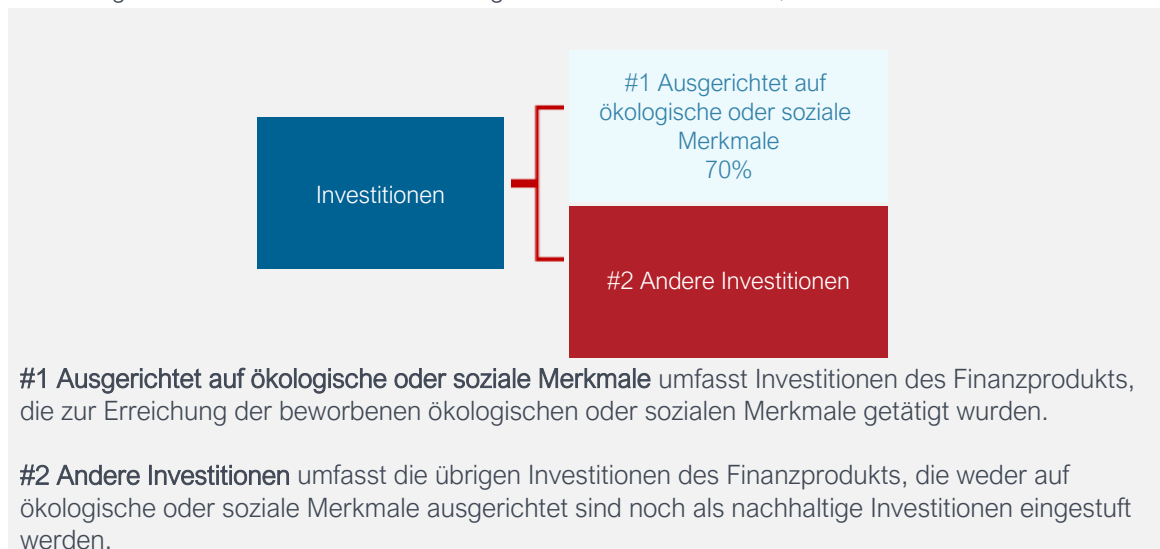 #1 Ausgerichtet auf
ökologische oder soziale
Merkmale
70%
Investitionen
#2 Andere Investitionen
#1 Ausgerichtet auf ökologische oder soziale Merkmale umfasst Investitionen des Finanzprodukts,
die zur Erreichung der beworbenen ökologischen oder sozialen Merkmale getätigt wurden.
#2 Andere Investitionen umfasst die übrigen Investitionen des Finanzprodukts, die weder auf
ökologische oder soziale Merkmale ausgerichtet sind noch als nachhaltige Investitionen eingestuft
werden.